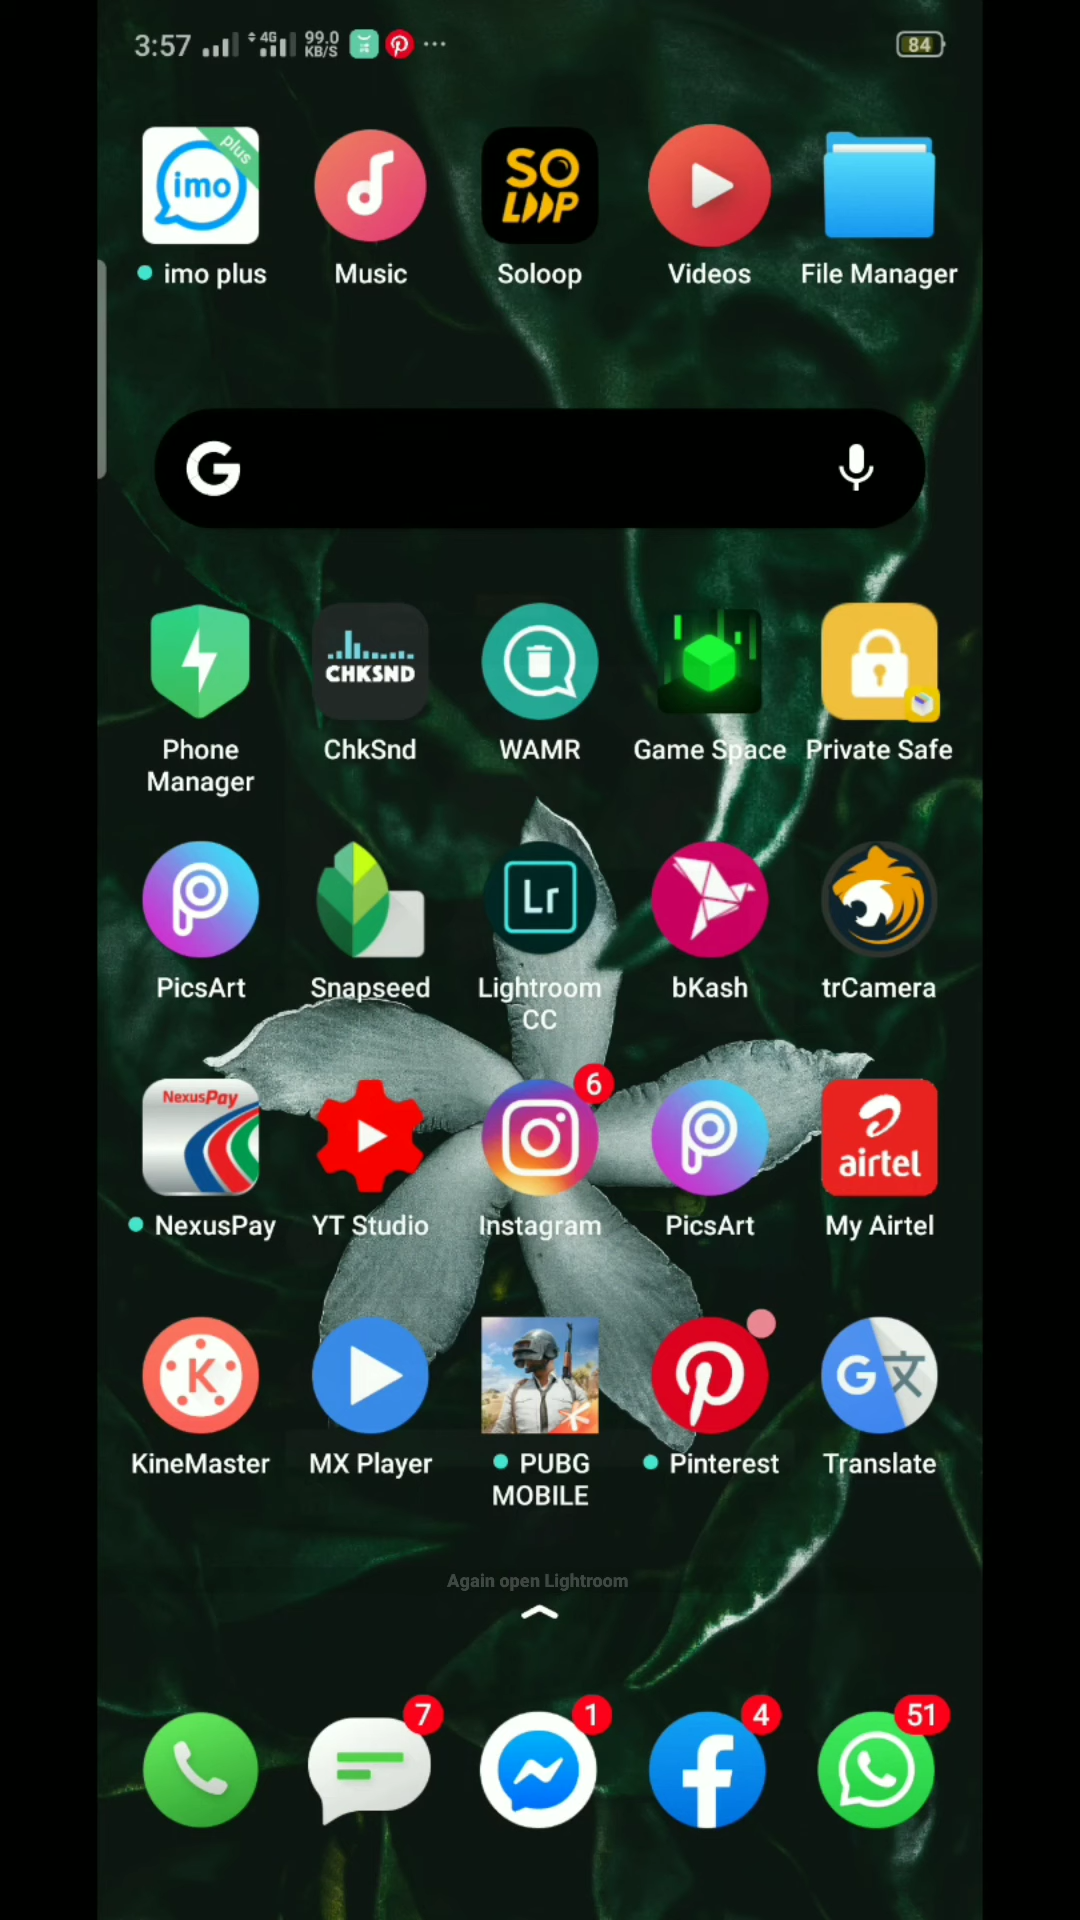 3:57 4G 99.0 KB/S 84
plus
imo
SO
LOOP
imo plus Music Soloop Videos File Manager
G
CHKSND
Phone Manager ChkSnd WAMR Game Space Private Safe
Lr
PicsArt Snapseed Lightroom CC bKash trCamera
NexusPay 6 airtel
NexusPay YT Studio Instagram PicsArt My Airtel
K G 文
KineMaster MX Player PUBG MOBILE Pinterest Translate
Again open Lightroom
7 1 4 51